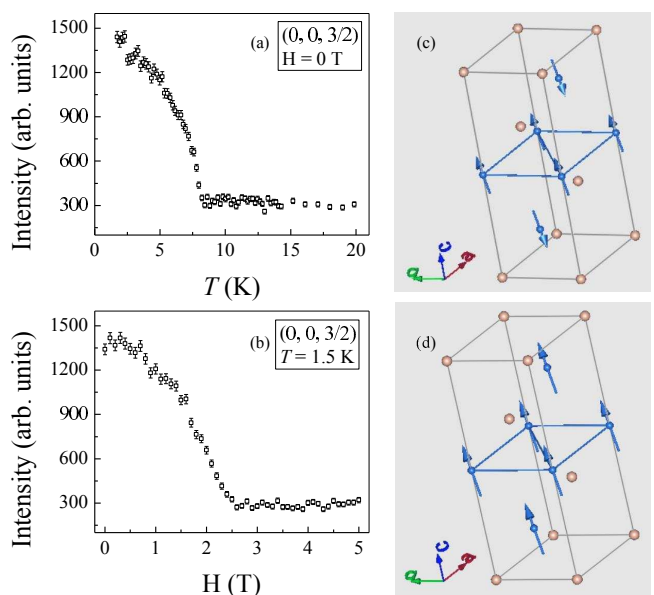 (a)
(0, 0, 3/2)
H = 0 T
Intensity (arb. units)
1500
1200
900
600
300
0
5
10
15
20
T (K)
(b)
(0, 0, 3/2)
T = 1.5 K
Intensity (arb. units)
1500
1200
900
600
300
0
1
2
3
4
5
H (T)
(c)
c
b
a
(d)
c
b
a